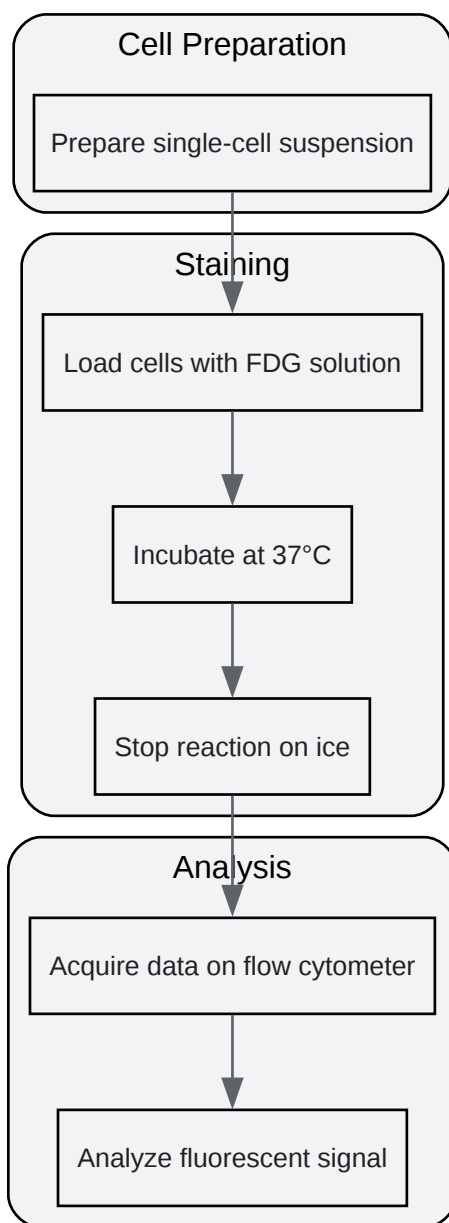 Cell Preparation
Prepare single-cell suspension
Staining
Load cells with FDG solution
Incubate at 37°C
Stop reaction on ice
Analysis
Acquire data on flow cytometer
Analyze fluorescent signal